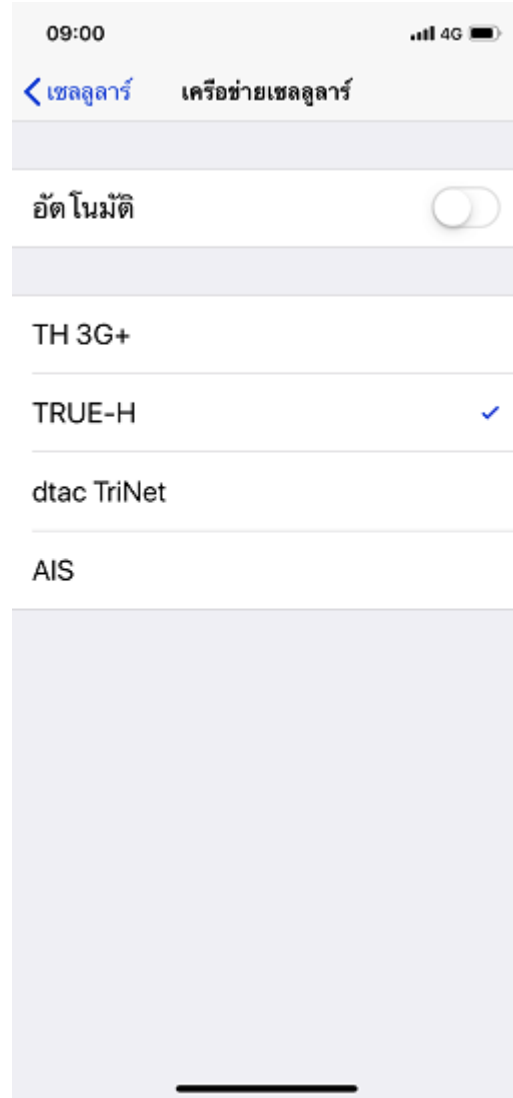 09:00 4G
เซลลูลาร์ เครือข่ายเซลลูลาร์
อัตโนมัติ
TH 3G+
TRUE-H
dtac TriNet
AIS